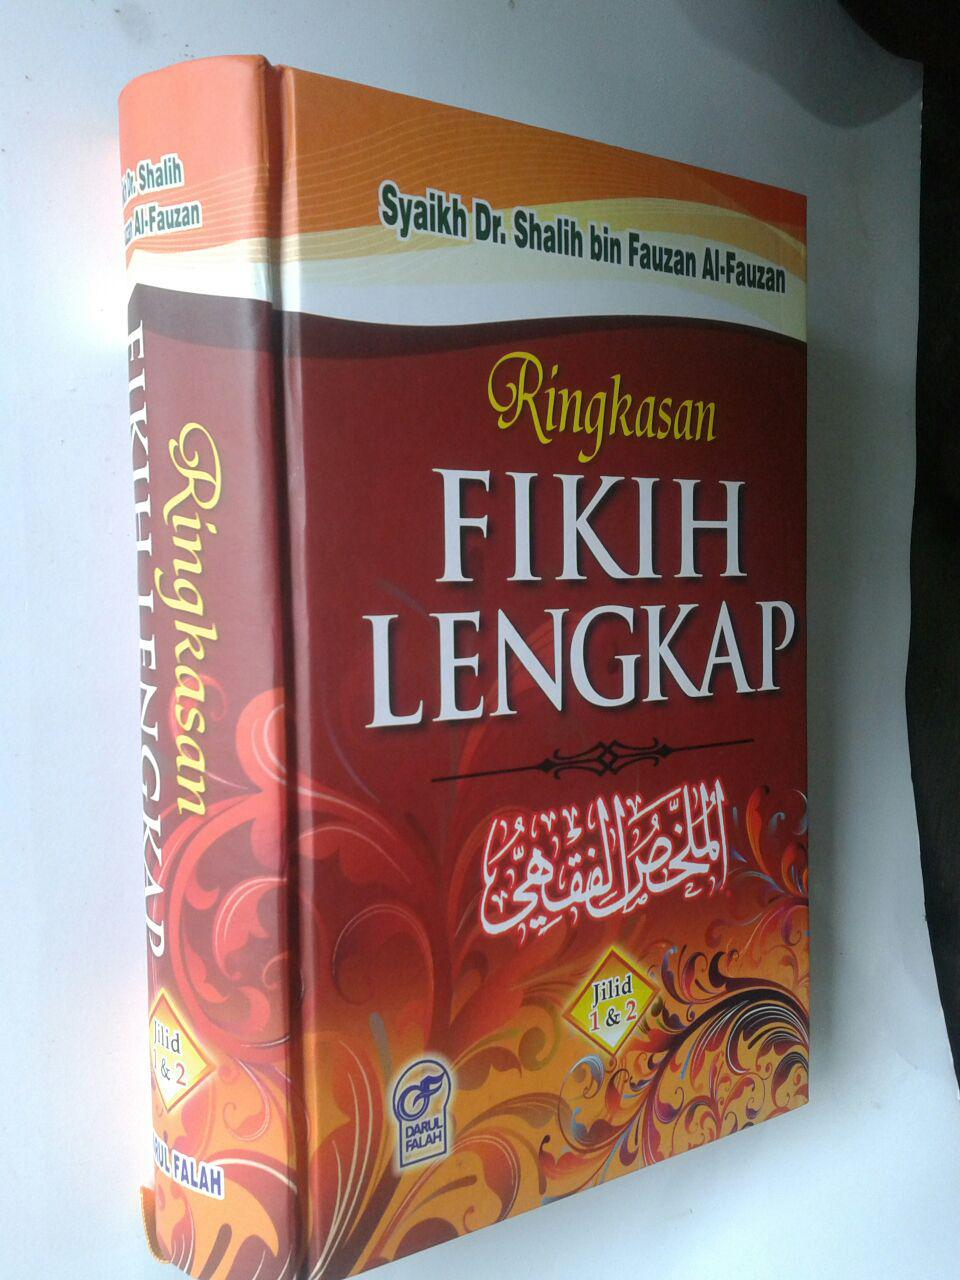 Dr. Shalih
Al-Fauzan
Ringkasan
FIKIH LENGKAP
Jilid
1 & 2
FALAH
Syaikh Dr. Shalih bin Fauzan Al-Fauzan
Ringkasan
FIKIH
LENGKAP
الملخص الفقهي
Jilid
1 & 2
DARUL
FALAH